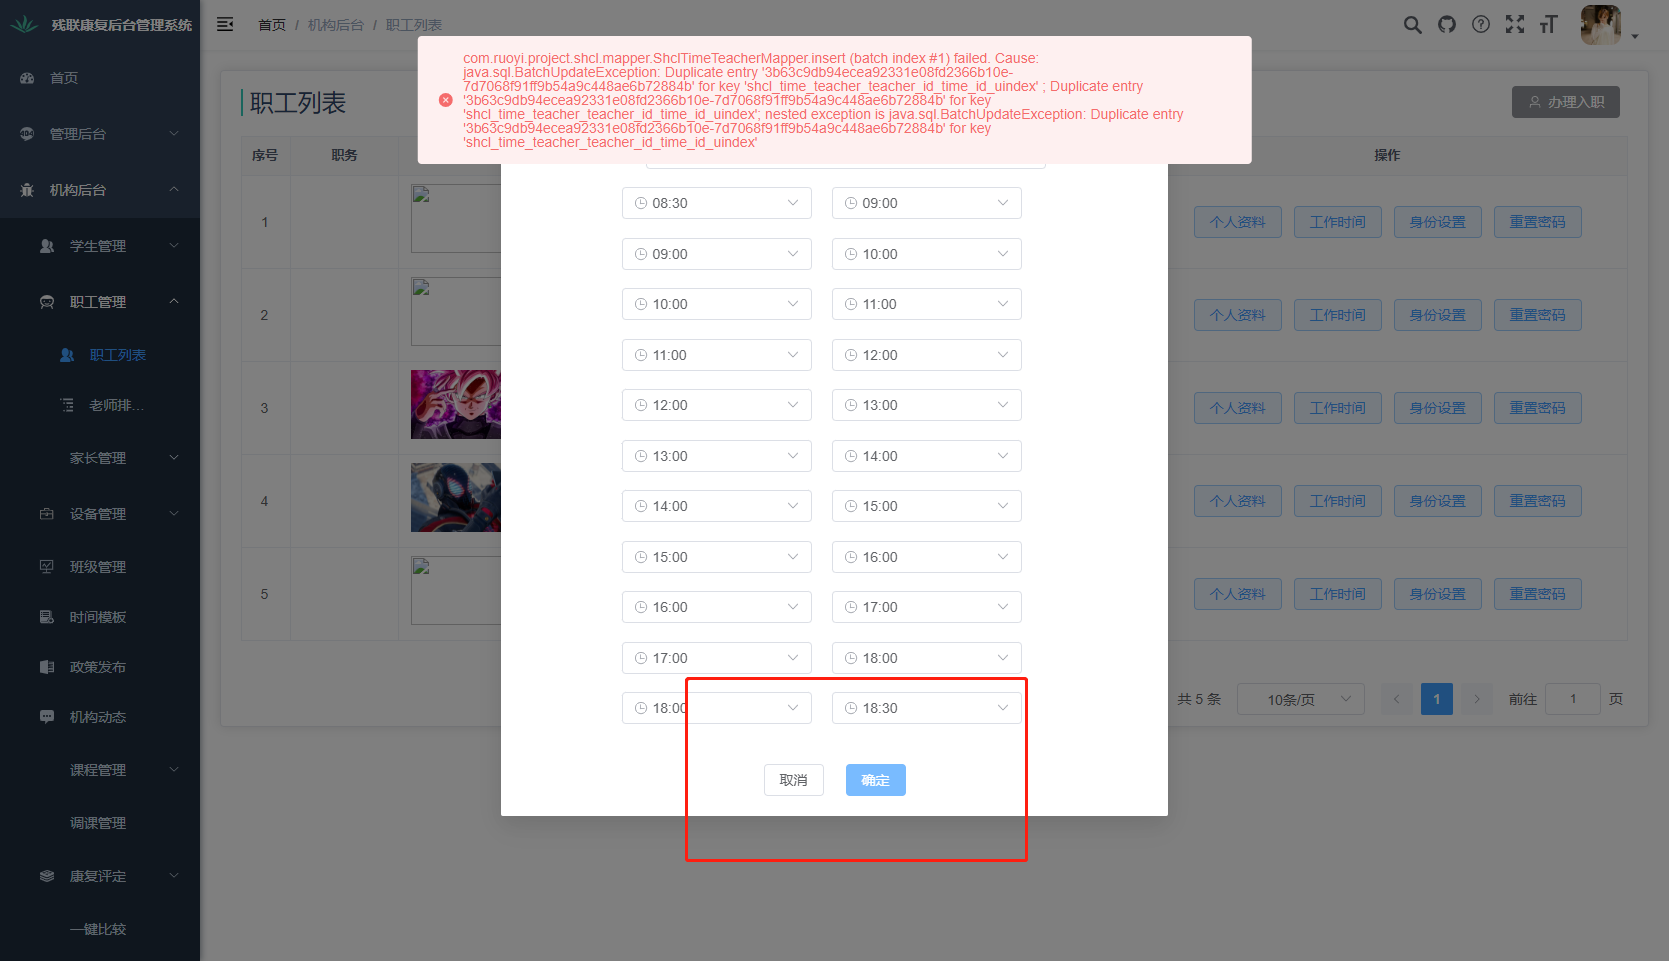 残联康复后台管理系统
首页 / 机构后台 / 职工列表
首页
管理后台
机构后台
学生管理
职工管理
职工列表
老师排...
家长管理
设备管理
班级管理
时间模板
政策发布
机构动态
课程管理
调课管理
康复评定
一键比较
com.ruoyi.project.shcl.mapper.ShclTimeTeacherMapper.insert (batch index #1) failed. Cause:
java.sql.BatchUpdateException: Duplicate entry '3b63c9db94ecea92331e08fd2366b10e-
7d7068f91ff9b54a9c448ae6b72884b' for key 'shcl_time_teacher_teacher_id_time_id_uindex' ; Duplicate entry
'3b63c9db94ecea92331e08fd2366b10e-7d7068f91ff9b54a9c448ae6b72884b' for key
'shcl_time_teacher_teacher_id_time_id_uindex'; nested exception is java.sql.BatchUpdateException: Duplicate entry
'3b63c9db94ecea92331e08fd2366b10e-7d7068f91ff9b54a9c448ae6b72884b' for key
'shcl_time_teacher_teacher_id_time_id_uindex'
职工列表
办理入职
序号 职务 操作
1 个人资料 工作时间 身份设置 重置密码
2 个人资料 工作时间 身份设置 重置密码
3 个人资料 工作时间 身份设置 重置密码
4 个人资料 工作时间 身份设置 重置密码
5 个人资料 工作时间 身份设置 重置密码
08:30 09:00
09:00 10:00
10:00 11:00
11:00 12:00
12:00 13:00
13:00 14:00
14:00 15:00
15:00 16:00
16:00 17:00
17:00 18:00
18:00 18:30
取消 确定
共 5 条 10条/页 1 前往 1 页